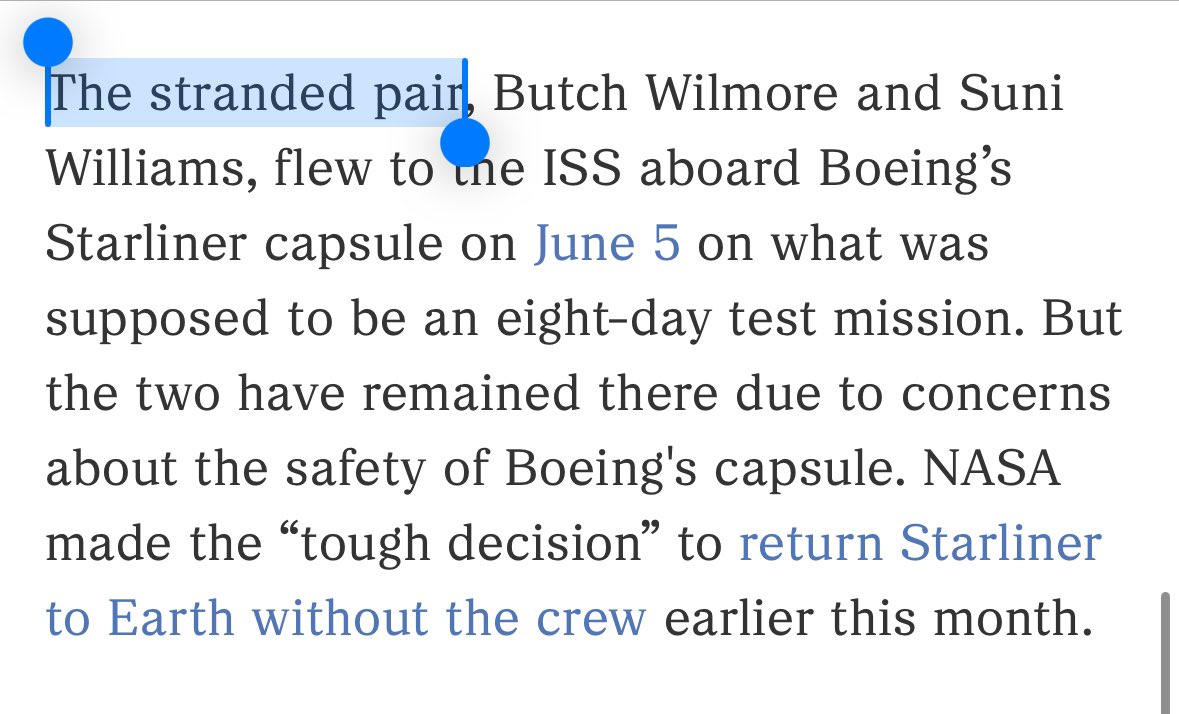 The stranded pair, Butch Wilmore and Suni
Williams, flew to the ISS aboard Boeing’s
Starliner capsule on June 5 on what was
supposed to be an eight-day test mission. But
the two have remained there due to concerns
about the safety of Boeing's capsule. NASA
made the “tough decision” to return Starliner
to Earth without the crew earlier this month.